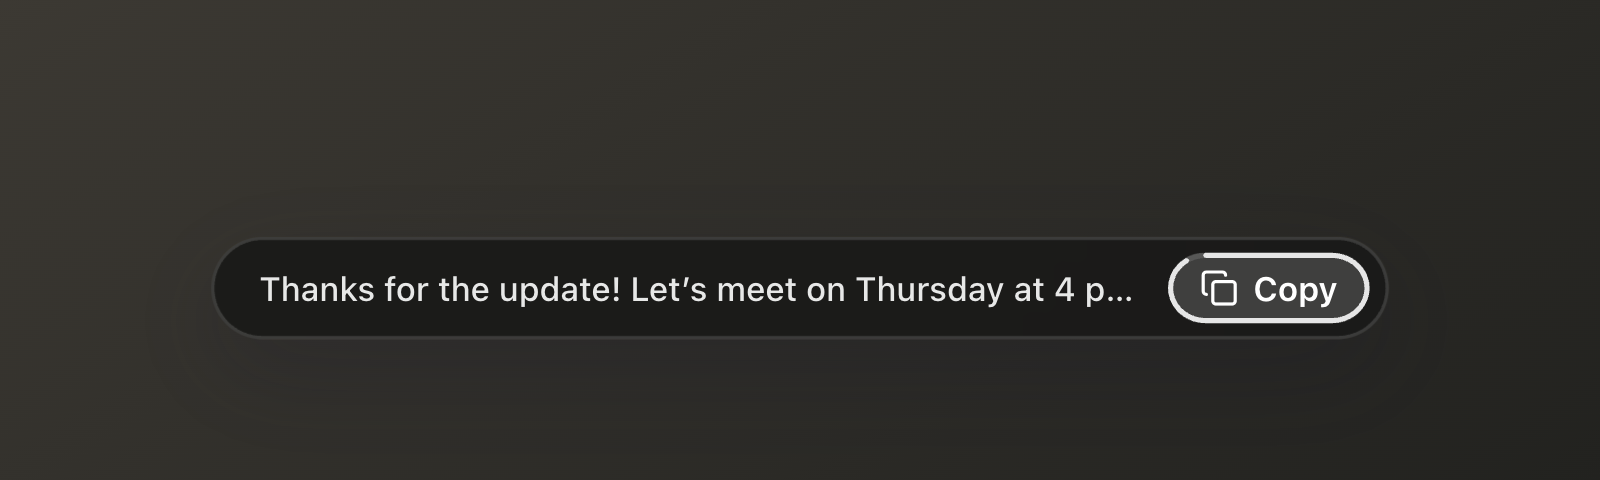 Thanks for the update! Let’s meet on Thursday at 4 p...
Copy